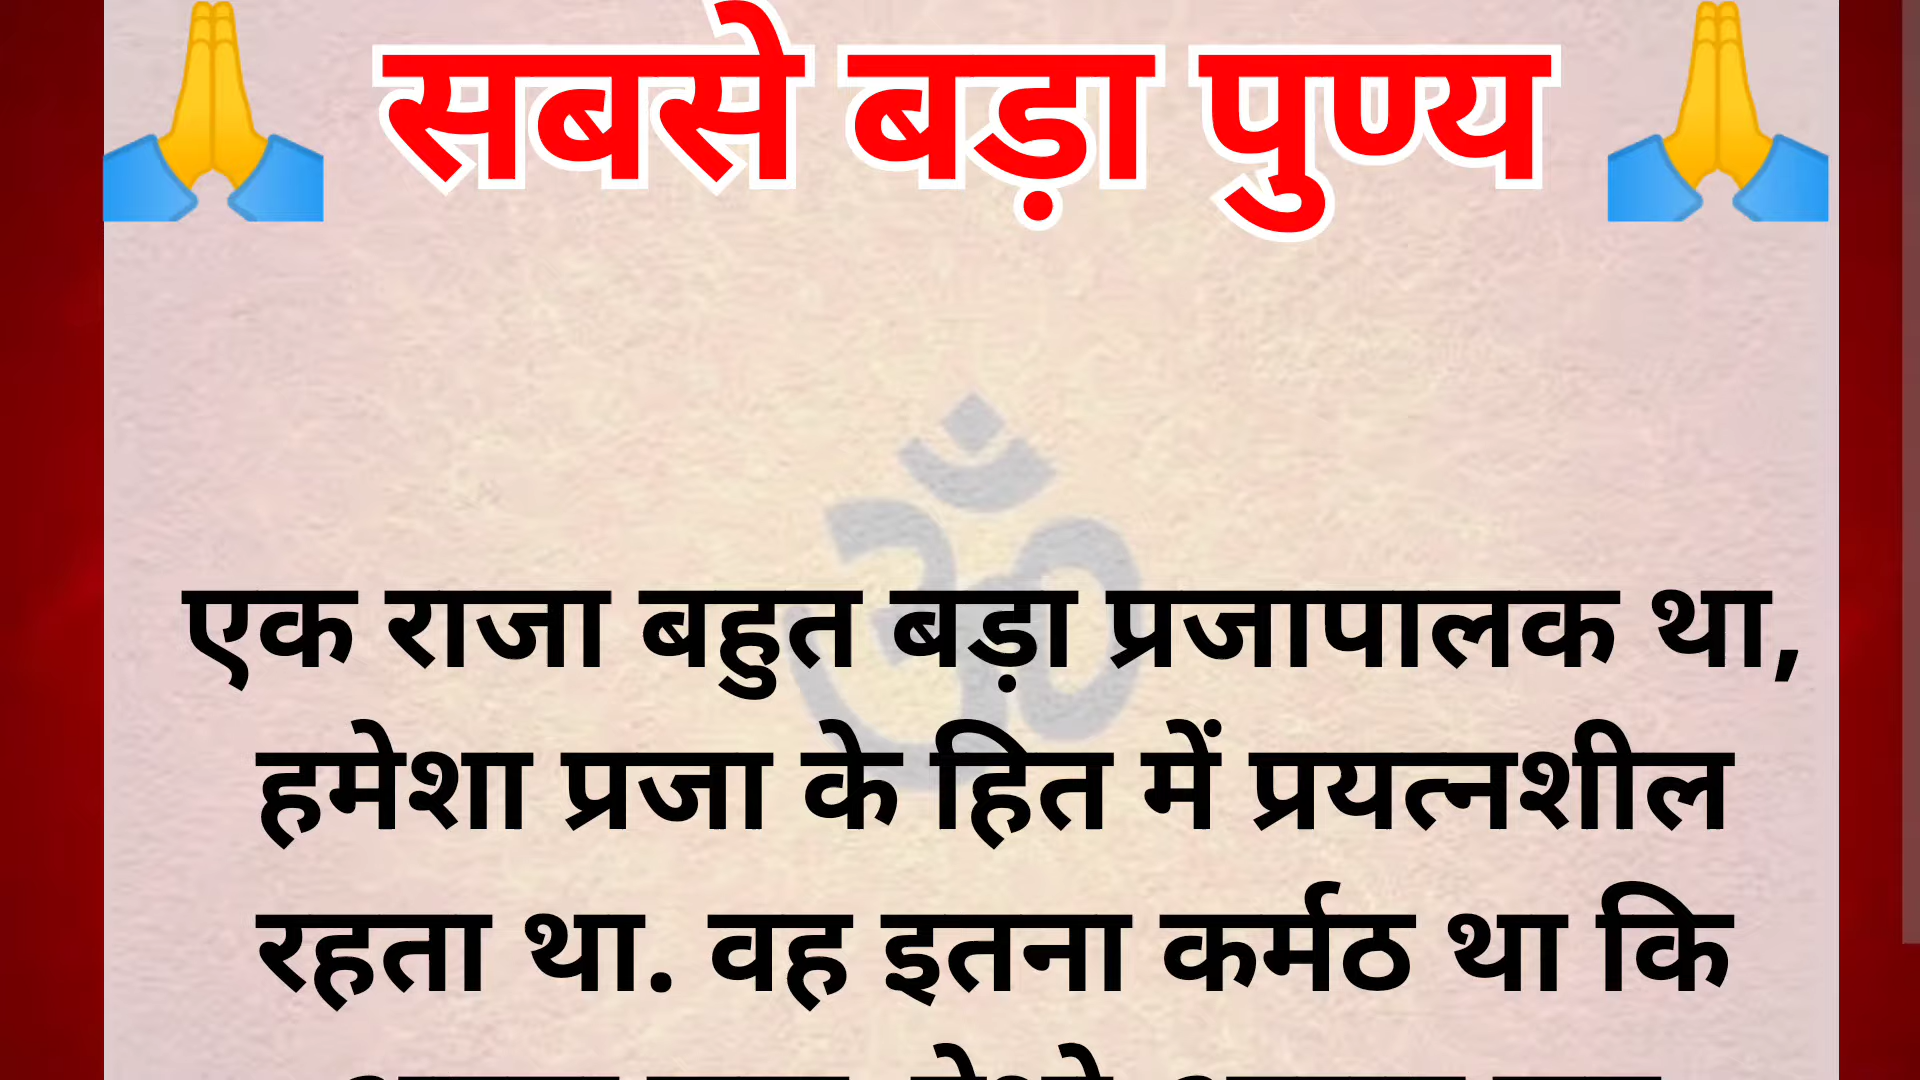 🙏 सबसे बड़ा पुण्य 🙏
ॐ
एक राजा बहुत बड़ा प्रजापालक था,
हमेशा प्रजा के हित में प्रयत्नशील
रहता था. वह इतना कर्मठ था कि